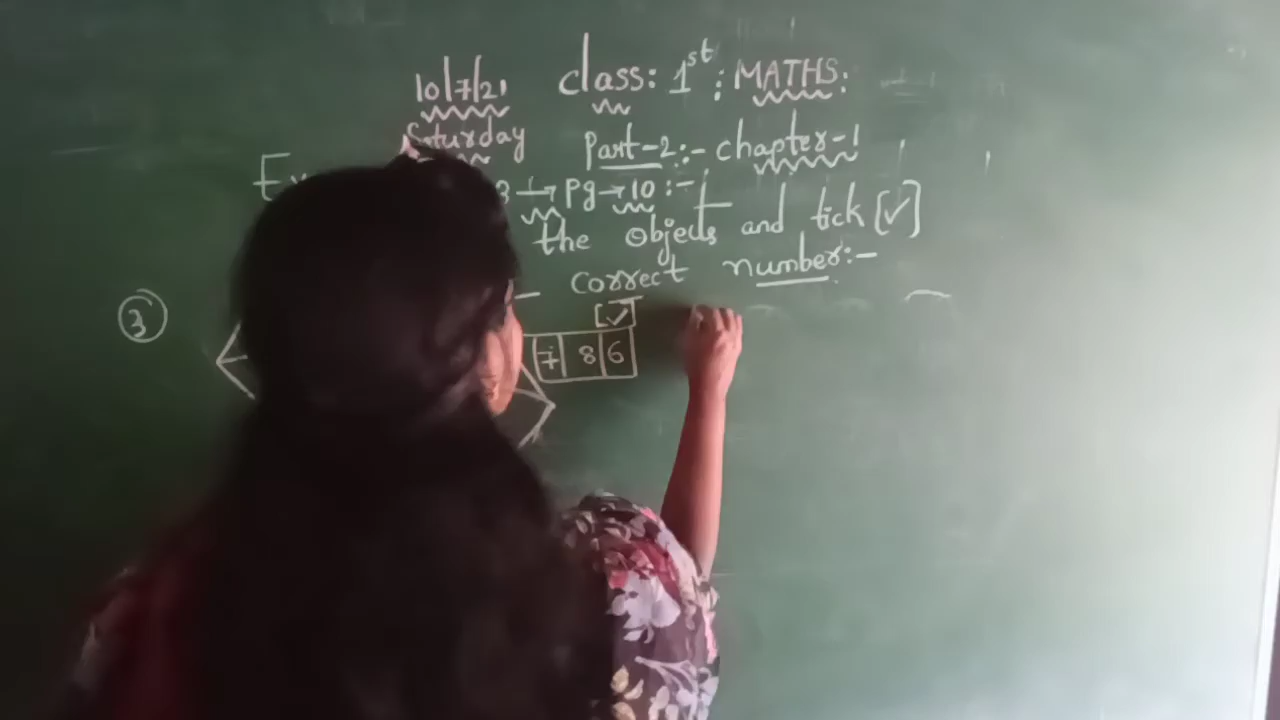 10/7/21 class: 1st : MATHS:
Saturday Part-2:- chapter-1
3 → Pg → 10 :-
the objects and tick [✓]
correct number:-
[✓]
3 7 8 6